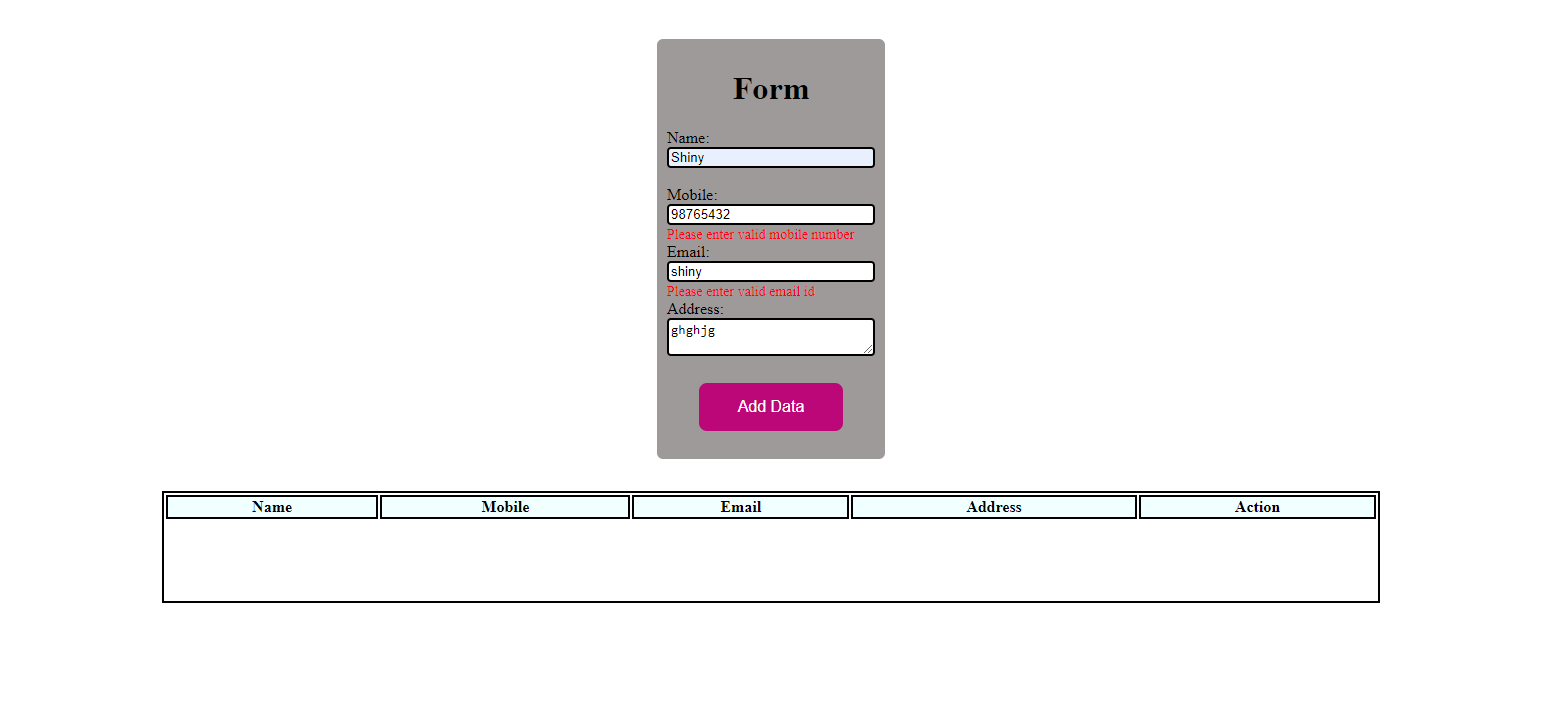 Form
Name:
Shiny
Mobile:
98765432
Please enter valid mobile number
Email:
shiny
Please enter valid email id
Address:
ghghjg
Add Data
Name Mobile Email Address Action